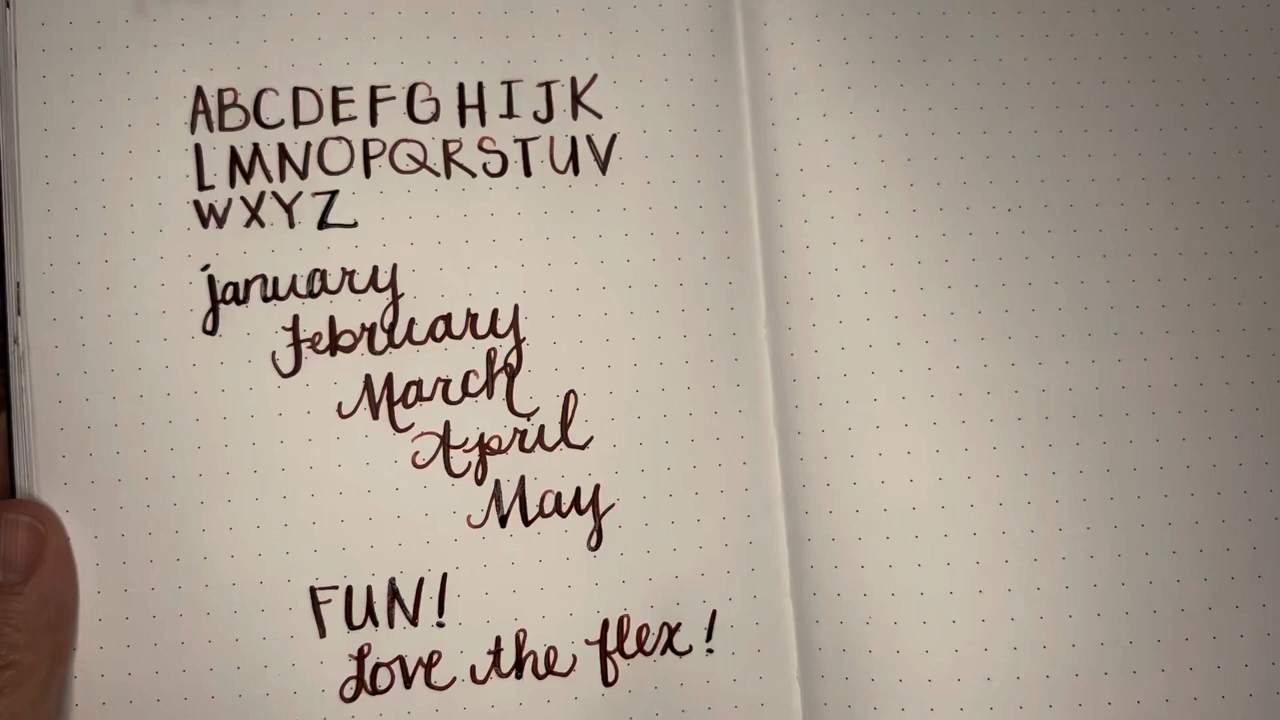 ABCDEFGHIJK
LMNOPQRSTUV
WXYZ
january
february
March
April
May
FUN!
Love the flex!